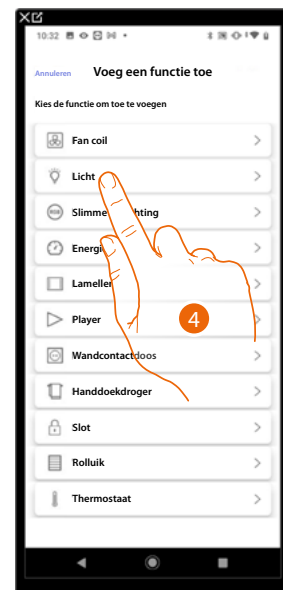 10:32
Annuleren Voeg een functie toe
Kies de functie om toe te voegen
Fan coil
Licht
Slimme
Energi
Lamellen
Player
4
Wandcontactdoos
Handdoekdroger
Slot
Rolluik
Thermostaat